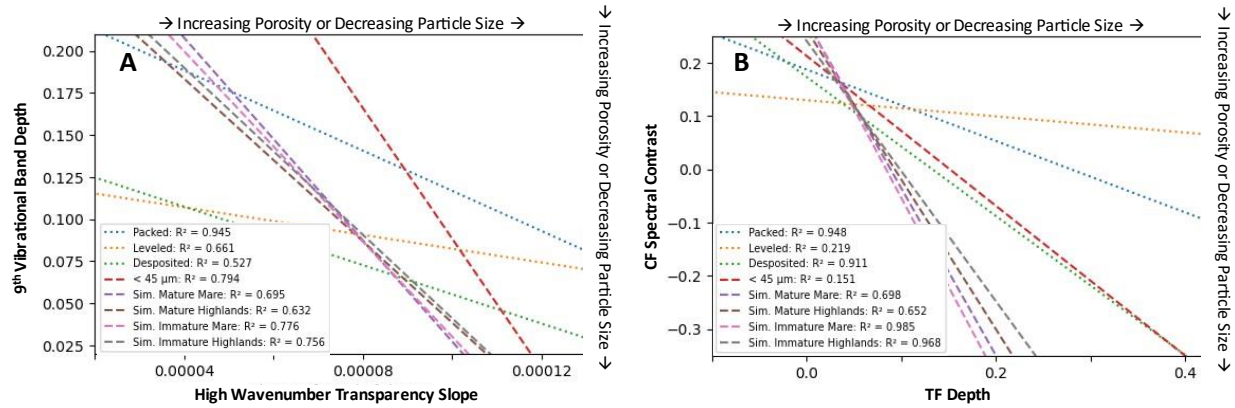 → Increasing Porosity or Decreasing Particle Size →
→ Increasing Porosity or Decreasing Particle Size →
A
0.200
0.175
0.150
0.125
0.100
0.075
0.050
0.025
9th Vibrational Band Depth
Packed: R² = 0.945
Leveled: R² = 0.661
Desposited: R² = 0.527
< 45 μm: R² = 0.794
Sim. Mature Mare: R² = 0.695
Sim. Mature Highlands: R² = 0.632
Sim. Immature Mare: R² = 0.776
Sim. Immature Highlands: R² = 0.756
0.00004
0.00008
0.00012
High Wavenumber Transparency Slope
→ Increasing Porosity or Decreasing Particle Size →
→ Increasing Porosity or Decreasing Particle Size →
B
0.2
0.1
0.0
−0.1
−0.2
−0.3
CF Spectral Contrast
Packed: R² = 0.948
Leveled: R² = 0.219
Desposited: R² = 0.911
< 45 μm: R² = 0.151
Sim. Mature Mare: R² = 0.698
Sim. Mature Highlands: R² = 0.652
Sim. Immature Mare: R² = 0.985
Sim. Immature Highlands: R² = 0.968
0.0
0.2
0.4
TF Depth